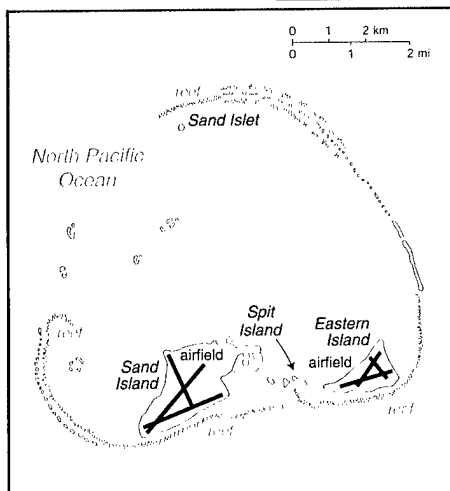 0 1 2 km
0 1 2 mi
reef
Sand Islet
North Pacific
Ocean
reef
Spit
Island
Eastern
Island
airfield
airfield
Sand
Island
reef
reef